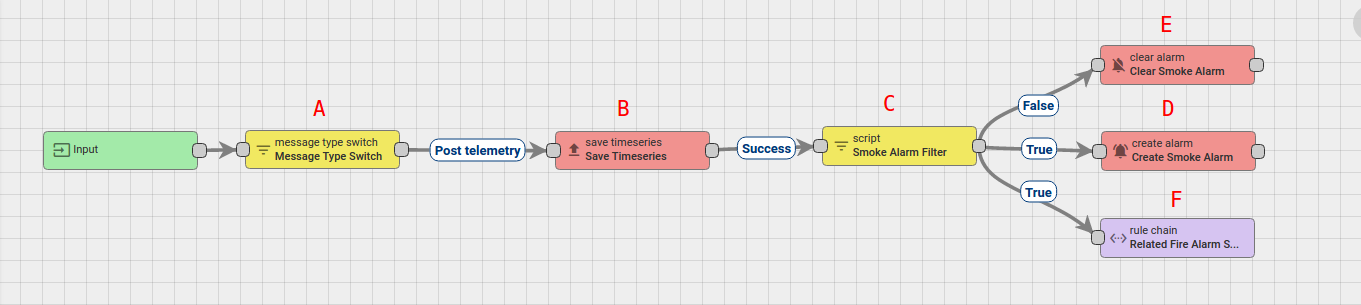 E
clear alarm
Clear Smoke Alarm
A
B
C
False
D
Input
message type switch
Message Type Switch
Post telemetry
save timeseries
Save Timeseries
Success
script
Smoke Alarm Filter
True
create alarm
Create Smoke Alarm
True
F
rule chain
Related Fire Alarm S...